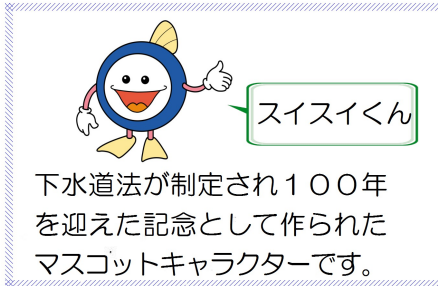 スイスイくん
下水道法が制定され１００年
を迎えた記念として作られた
マスコットキャラクターです。